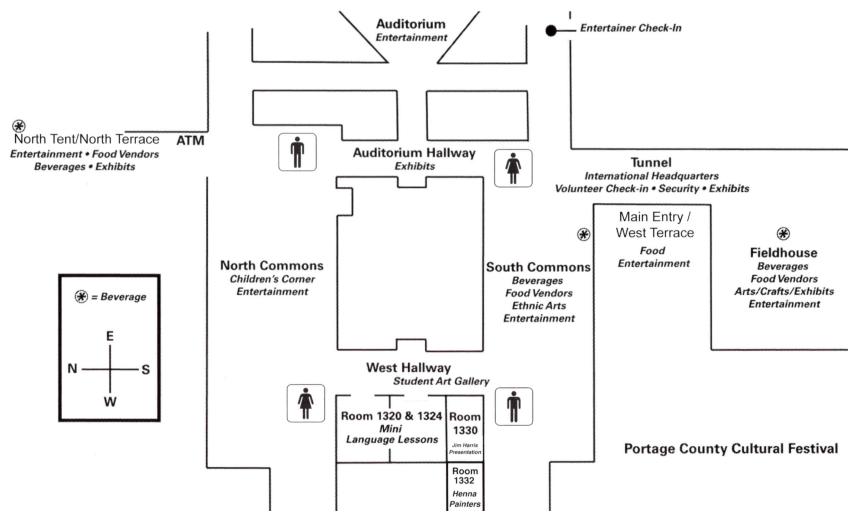 Auditorium
Entertainment
Entertainer Check-In
North Tent/North Terrace
Entertainment • Food Vendors
Beverages • Exhibits
ATM
Auditorium Hallway
Exhibits
Tunnel
International Headquarters
Volunteer Check-in • Security • Exhibits
Main Entry /
West Terrace
Food
Entertainment
Fieldhouse
Beverages
Food Vendors
Arts/Crafts/Exhibits
Entertainment
North Commons
Children's Corner
Entertainment
South Commons
Beverages
Food Vendors
Ethnic Arts
Entertainment
= Beverage
E
N
S
W
West Hallway
Student Art Gallery
Room 1320 & 1324
Mini
Language Lessons
Room
1330
Jim Harris
Presentation
Room
1332
Henna
Painters
Portage County Cultural Festival